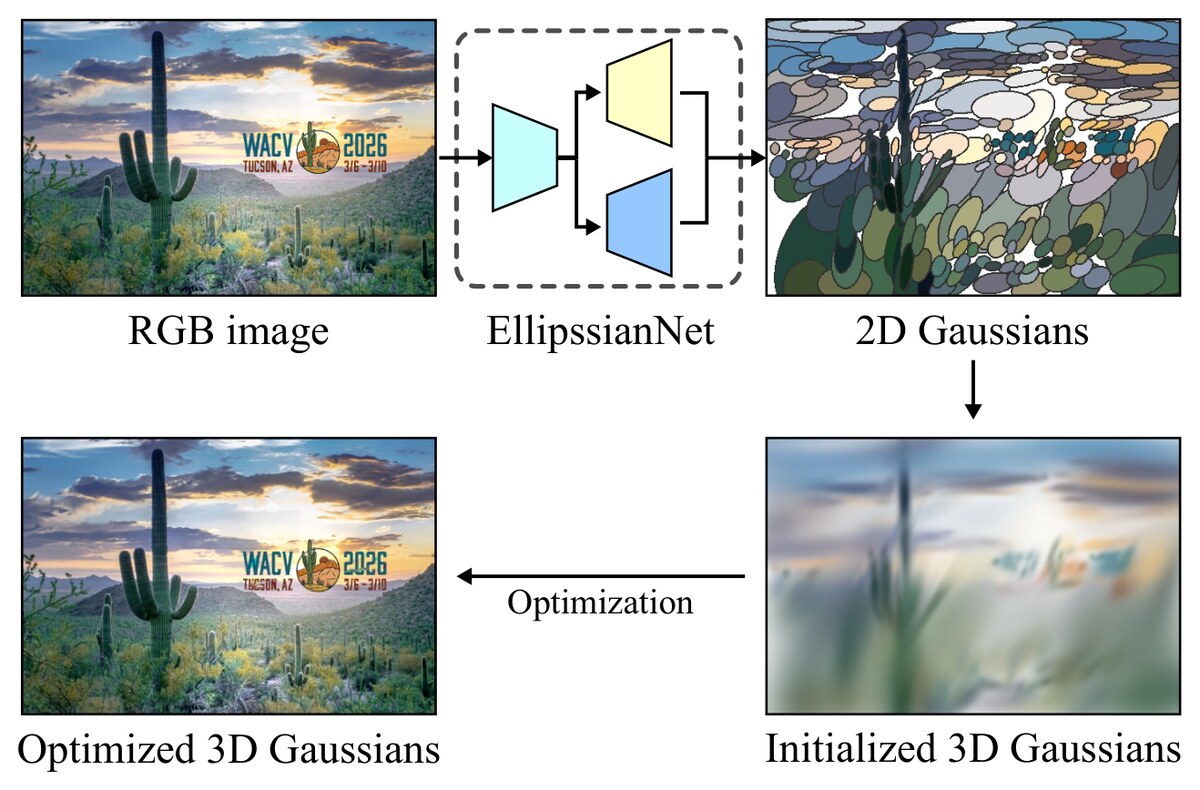 WACV 2026
TUCSON, AZ 3/6 - 3/10
RGB image
EllipssianNet
2D Gaussians
WACV 2026
TUCSON, AZ 3/6 - 3/10
Optimization
Optimized 3D Gaussians
Initialized 3D Gaussians